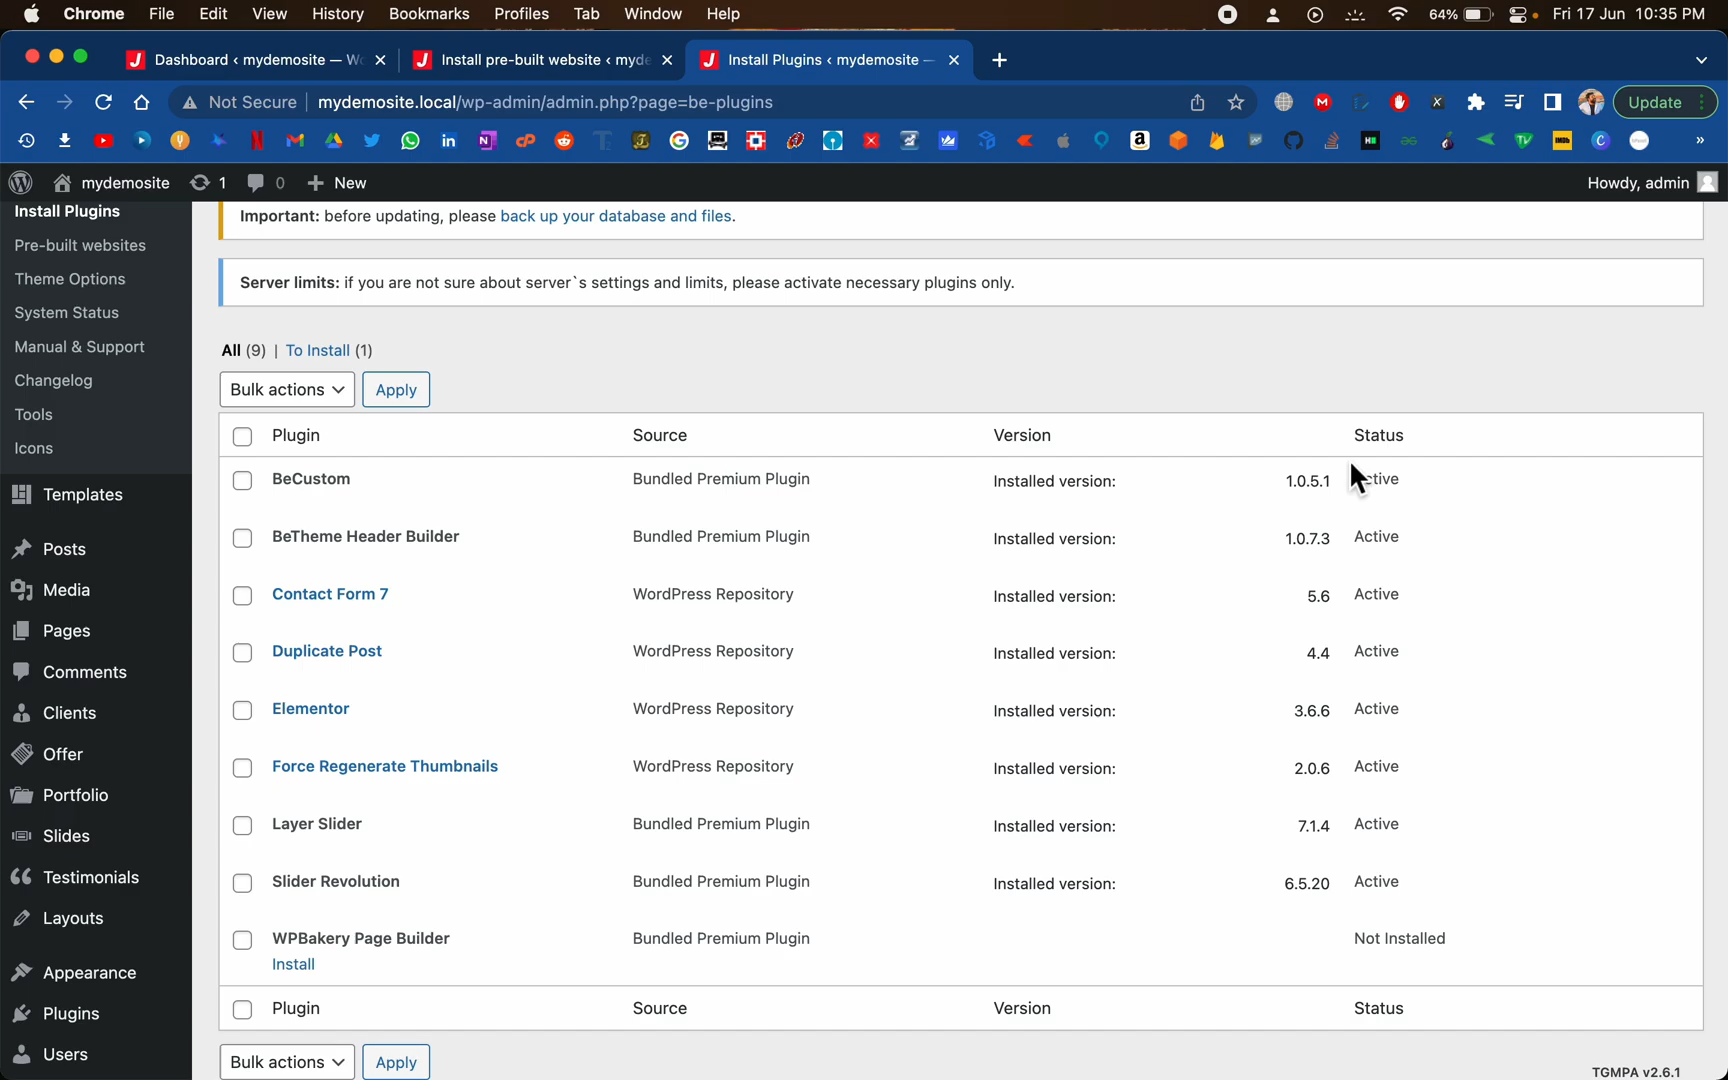 Chrome File Edit View History Bookmarks Profiles Tab Window Help 64% Fri 17 Jun 10:35 PM
Dashboard ‹ mydemosite — Wo Install pre-built website ‹ myde Install Plugins ‹ mydemosite —
Not Secure mydemosite.local/wp-admin/admin.php?page=be-plugins Update
mydemosite 1 0 New Howdy, admin
Install Plugins
Pre-built websites
Theme Options
System Status
Manual & Support
Changelog
Tools
Icons
Templates
Posts
Media
Pages
Comments
Clients
Offer
Portfolio
Slides
Testimonials
Layouts
Appearance
Plugins
Users
Important: before updating, please back up your database and files.
Server limits: if you are not sure about server`s settings and limits, please activate necessary plugins only.
All (9) | To Install (1)
Bulk actions Apply
Plugin Source Version Status
BeCustom Bundled Premium Plugin Installed version: 1.0.5.1
BeTheme Header Builder Bundled Premium Plugin Installed version: 1.0.7.3 Active
Contact Form 7 WordPress Repository Installed version: 5.6 Active
Duplicate Post WordPress Repository Installed version: 4.4 Active
Elementor WordPress Repository Installed version: 3.6.6 Active
Force Regenerate Thumbnails WordPress Repository Installed version: 2.0.6 Active
Layer Slider Bundled Premium Plugin Installed version: 7.1.4 Active
Slider Revolution Bundled Premium Plugin Installed version: 6.5.20 Active
WPBakery Page Builder Bundled Premium Plugin Not Installed
Install
Plugin Source Version Status
Bulk actions Apply
TGMPA v2.6.1